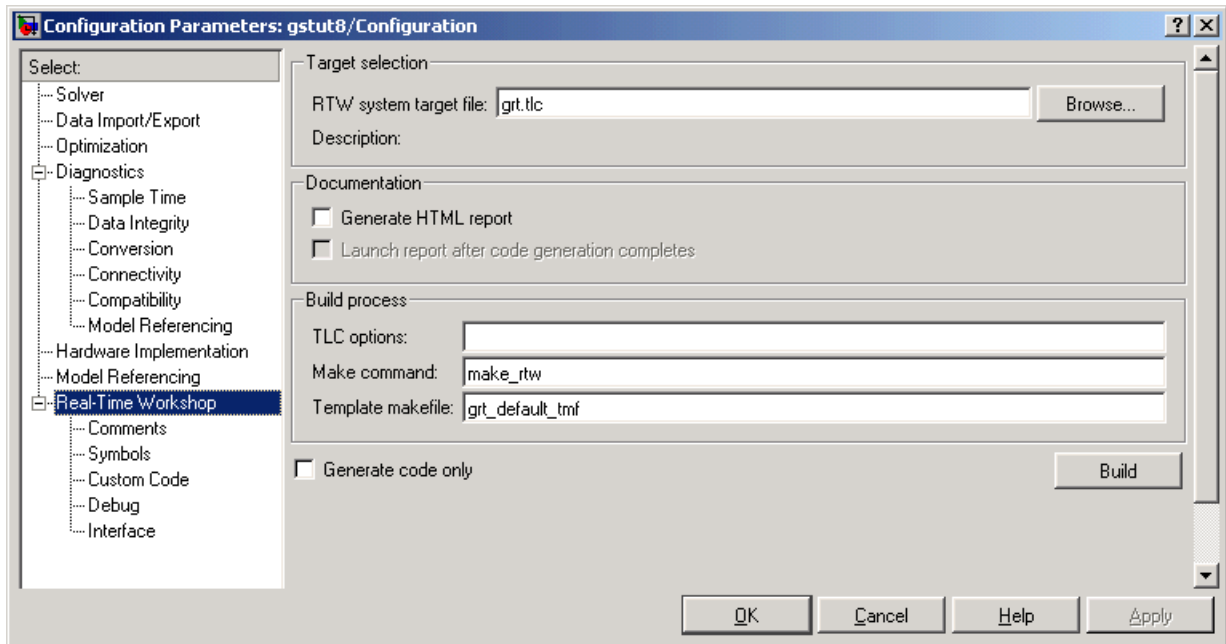 Configuration Parameters: gstut8/Configuration
Select:
Solver
Data Import/Export
Optimization
Diagnostics
Sample Time
Data Integrity
Conversion
Connectivity
Compatibility
Model Referencing
Hardware Implementation
Model Referencing
Real-Time Workshop
Comments
Symbols
Custom Code
Debug
Interface
Target selection
RTW system target file: grt.tlc Browse...
Description:
Documentation
Generate HTML report
Launch report after code generation completes
Build process
TLC options:
Make command: make_rtw
Template makefile: grt_default_tmf
Generate code only Build
OK Cancel Help Apply